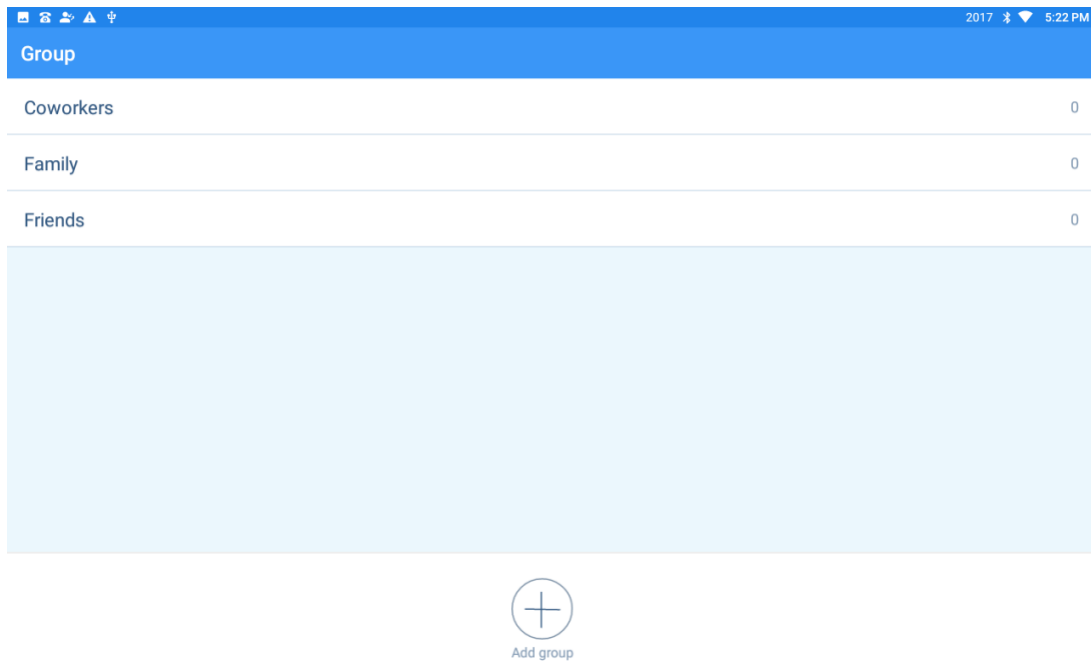 2017 5:22 PM
Group
Coworkers 0
Family 0
Friends 0
Add group